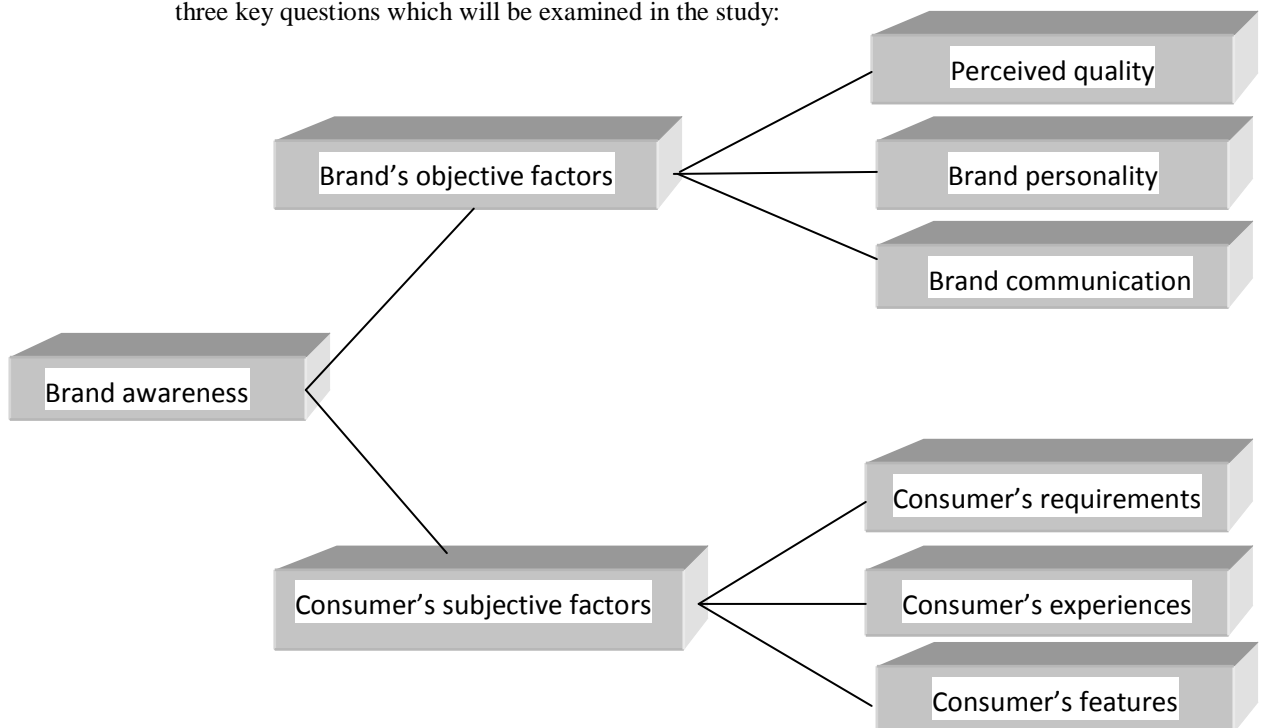 three key questions which will be examined in the study:
Perceived quality
Brand's objective factors
Brand personality
Brand communication
Brand awareness
Consumer's requirements
Consumer's subjective factors
Consumer's experiences
Consumer's features